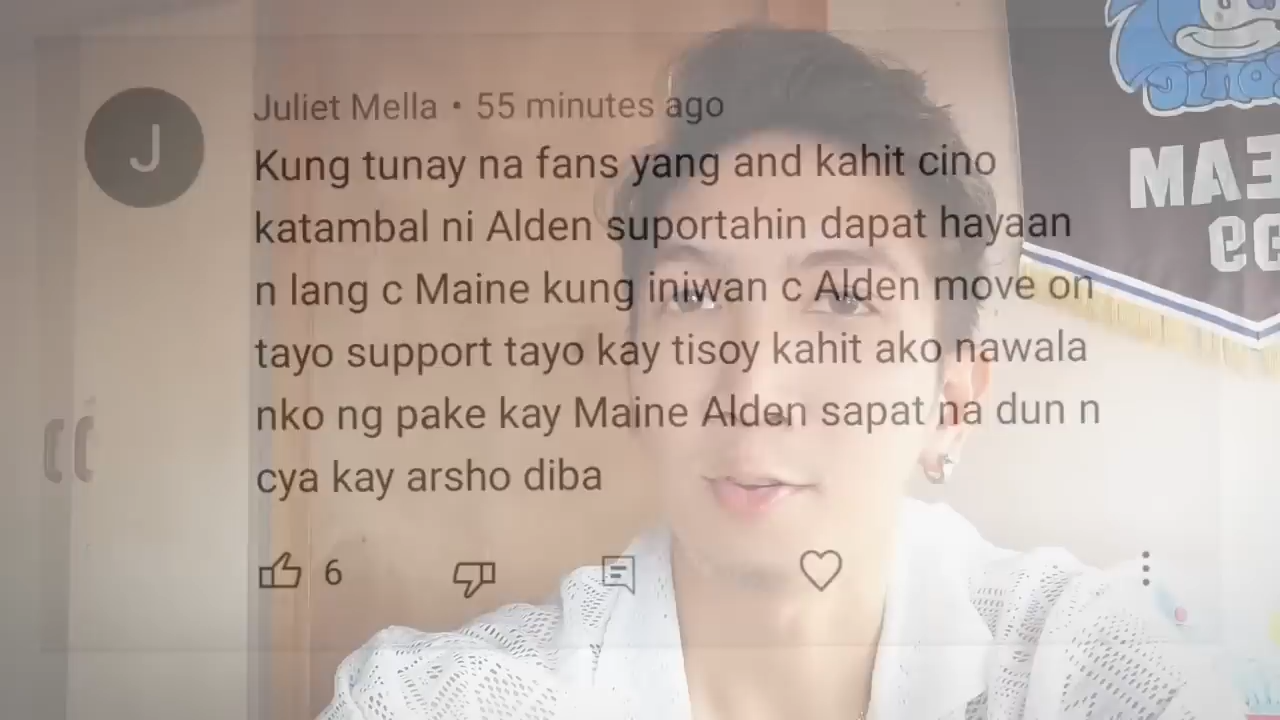 Juliet Mella • 55 minutes ago
J
Kung tunay na fans yang and kahit cino
katambal ni Alden suportahin dapat hayaan
n lang c Maine kung iniwan c Alden move on
tayo support tayo kay tisoy kahit ako nawala
nko ng pake kay Maine Alden sapat na dun n
cya kay arsho diba
6